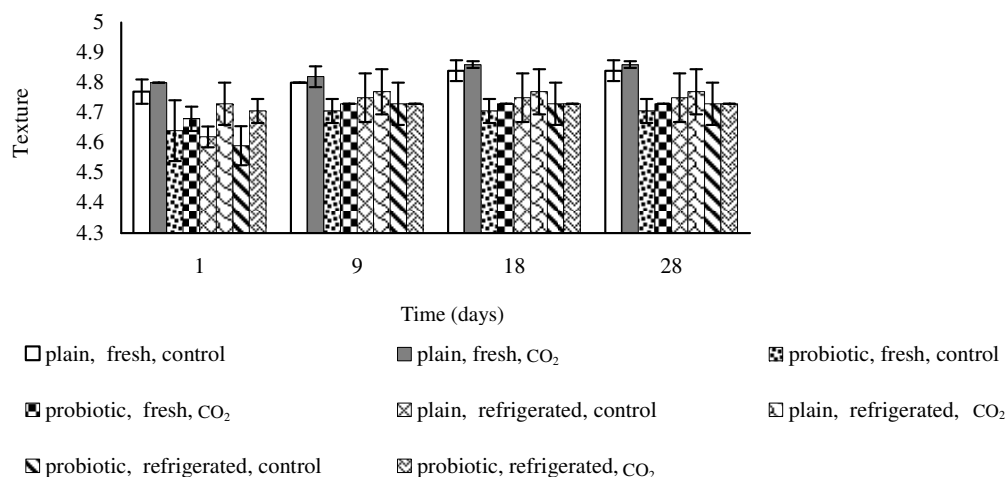 5
4.9
4.8
4.7
4.6
4.5
4.4
4.3
Texture
1 9 18 28
Time (days)
plain, fresh, control plain, fresh, CO₂ probiotic, fresh, control
probiotic, fresh, CO₂ plain, refrigerated, control plain, refrigerated, CO₂
probiotic, refrigerated, control probiotic, refrigerated, CO₂